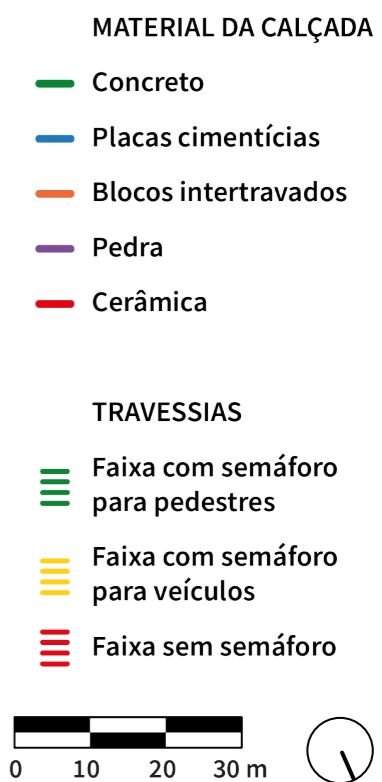 MATERIAL DA CALÇADA
Concreto
Placas cimentícias
Blocos intertravados
Pedra
Cerâmica
TRAVESSIAS
Faixa com semáforo
para pedestres
Faixa com semáforo
para veículos
Faixa sem semáforo
0 10 20 30 m